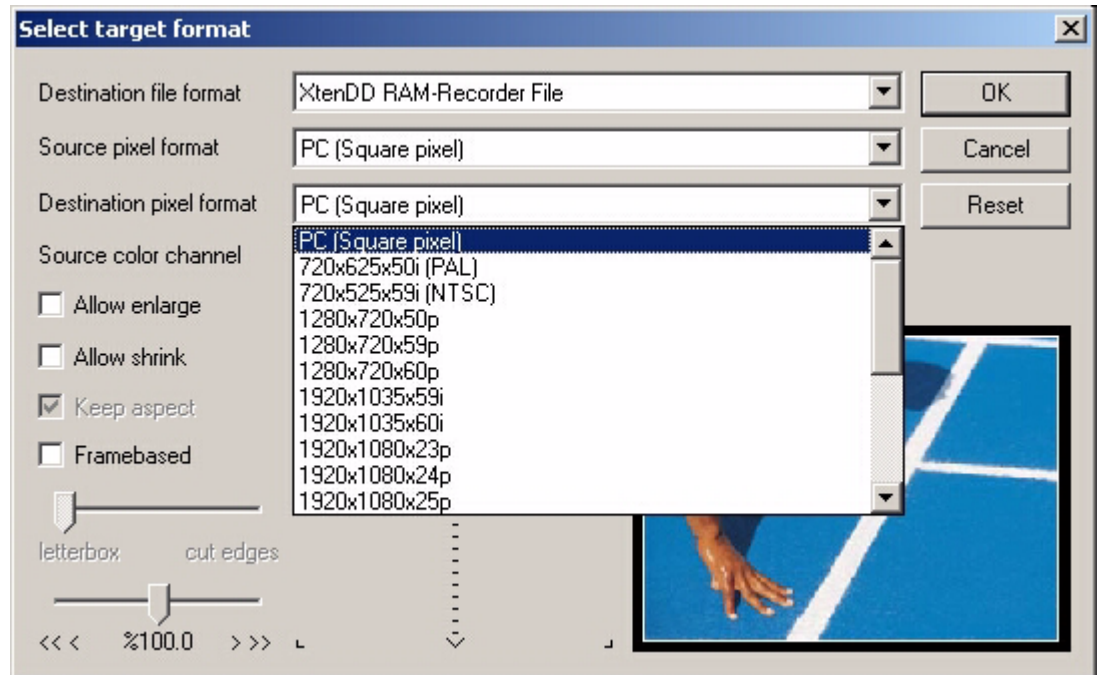 Select target format
Destination file format XtenDD RAM-Recorder File OK
Source pixel format PC (Square pixel) Cancel
Destination pixel format PC (Square pixel) Reset
Source color channel PC (Square pixel)
720x625x50i (PAL)
720x525x59i (NTSC)
Allow enlarge 1280x720x50p
1280x720x59p
Allow shrink 1280x720x60p
1920x1035x59i
Keep aspect 1920x1035x60i
1920x1080x23p
Framebased 1920x1080x24p
1920x1080x25p
letterbox cut edges
<< < %100.0 > >>